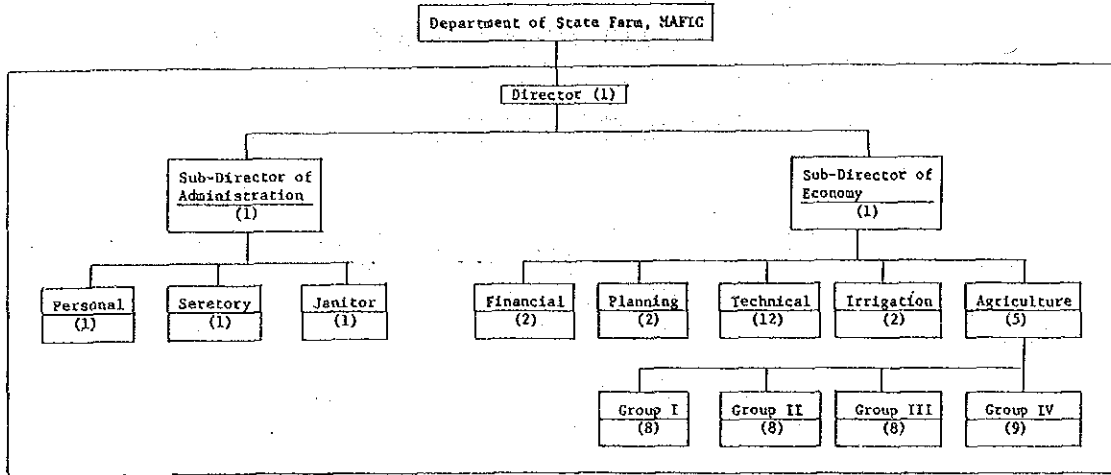 Department of State Farm, MAFIC
Director (1)
Sub-Director of
Administration
(1)
Sub-Director of
Economy
(1)
Personal
(1)
Seretory
(1)
Janitor
(1)
Financial
(2)
Planning
(2)
Technical
(12)
Irrigation
(2)
Agriculture
(5)
Group I
(8)
Group II
(8)
Group III
(8)
Group IV
(9)